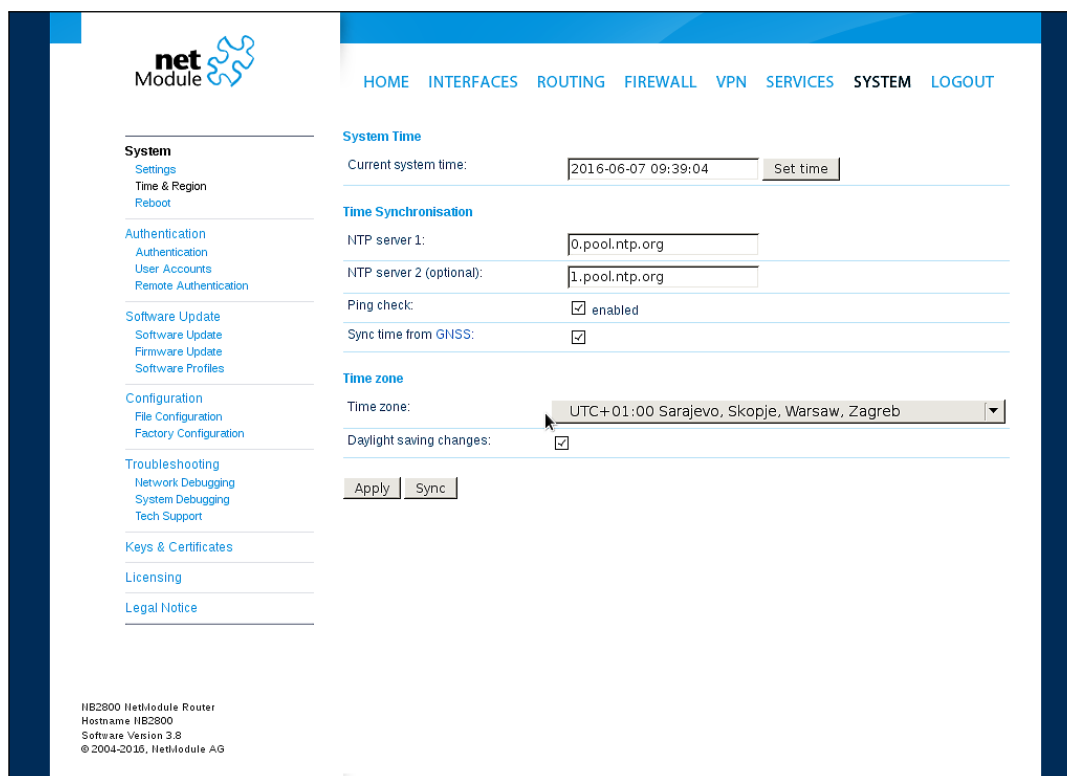 net
Module
HOME INTERFACES ROUTING FIREWALL VPN SERVICES SYSTEM LOGOUT
System
Settings
Time & Region
Reboot
Authentication
Authentication
User Accounts
Remote Authentication
Software Update
Software Update
Firmware Update
Software Profiles
Configuration
File Configuration
Factory Configuration
Troubleshooting
Network Debugging
System Debugging
Tech Support
Keys & Certificates
Licensing
Legal Notice
System Time
Current system time: 2016-06-07 09:39:04 Set time
Time Synchronisation
NTP server 1: 0.pool.ntp.org
NTP server 2 (optional): 1.pool.ntp.org
Ping check: enabled
Sync time from GNSS:
Time zone
Time zone: UTC+01:00 Sarajevo, Skopje, Warsaw, Zagreb
Daylight saving changes:
Apply Sync
NB2800 NetModule Router
Hostname NB2800
Software Version 3.8
© 2004-2016, NetModule AG